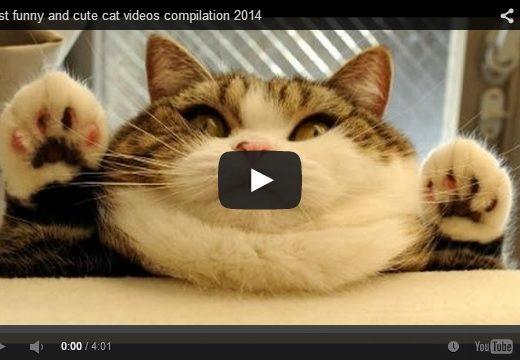 st funny and cute cat videos compilation 2014
0:00 / 4:01
YouTube